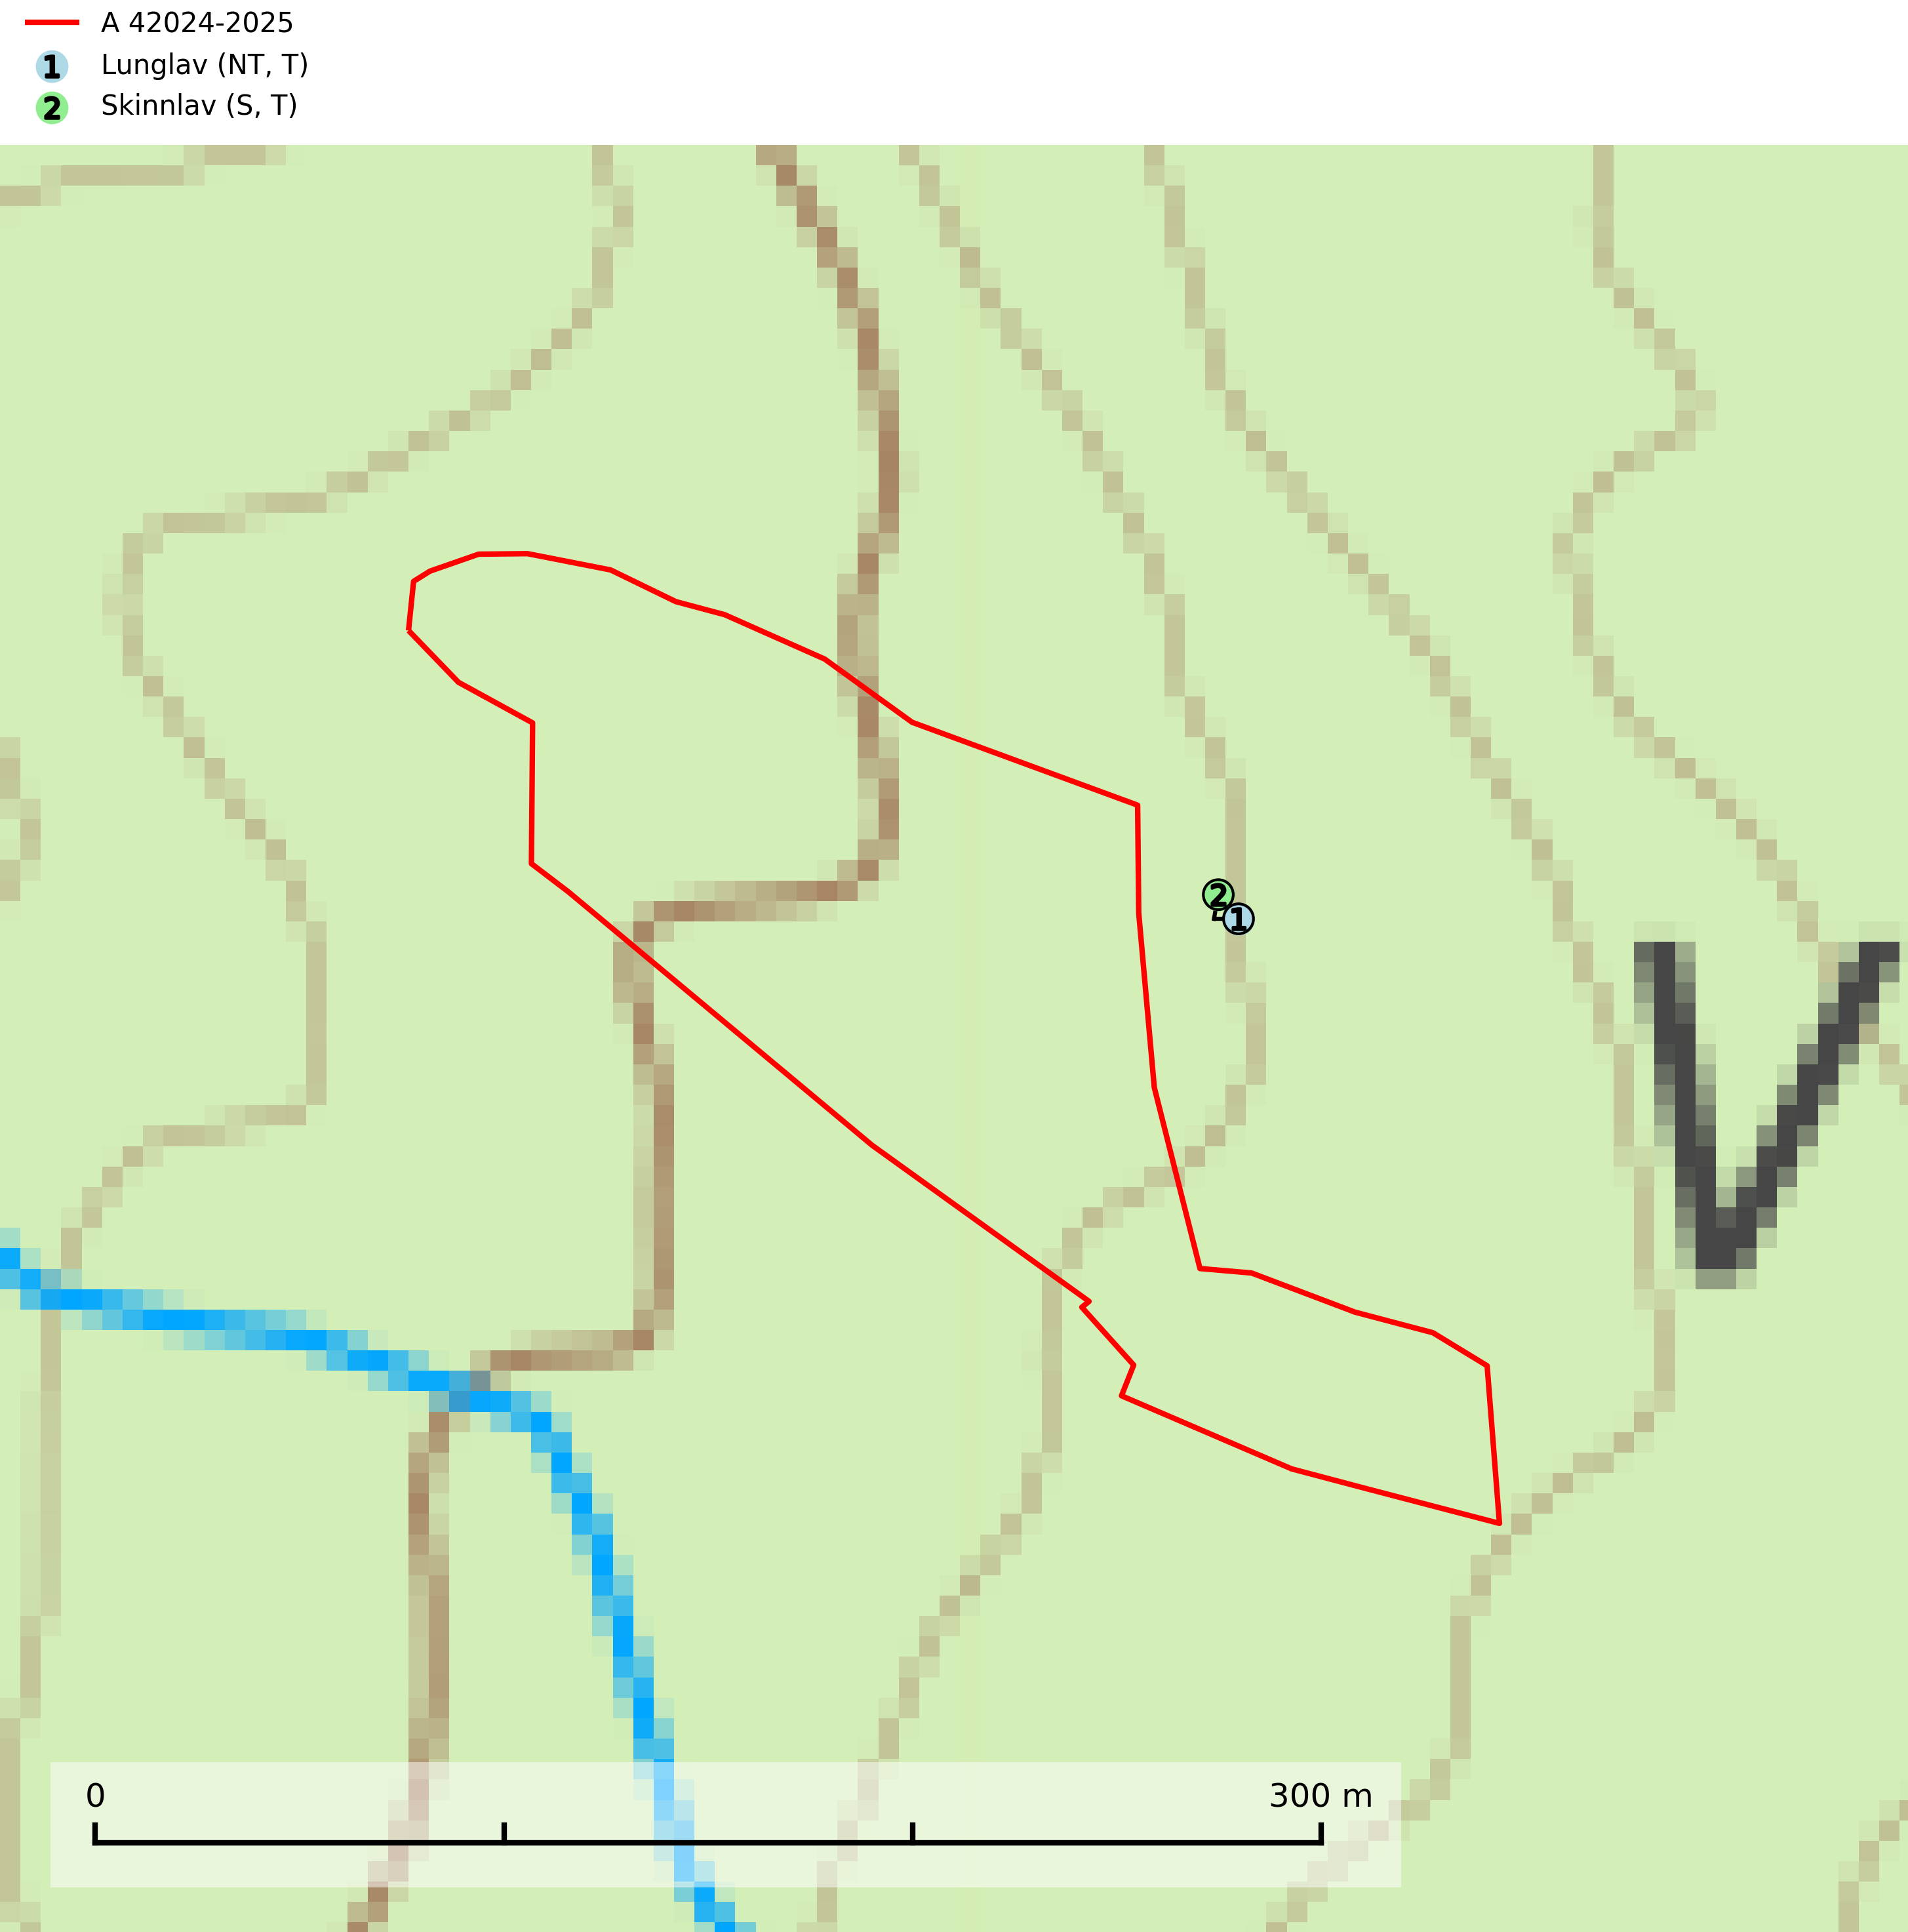 A 42024-2025
1 Lunglav (NT, T)
2 Skinnlav (S, T)
2
1
V
0 300 m